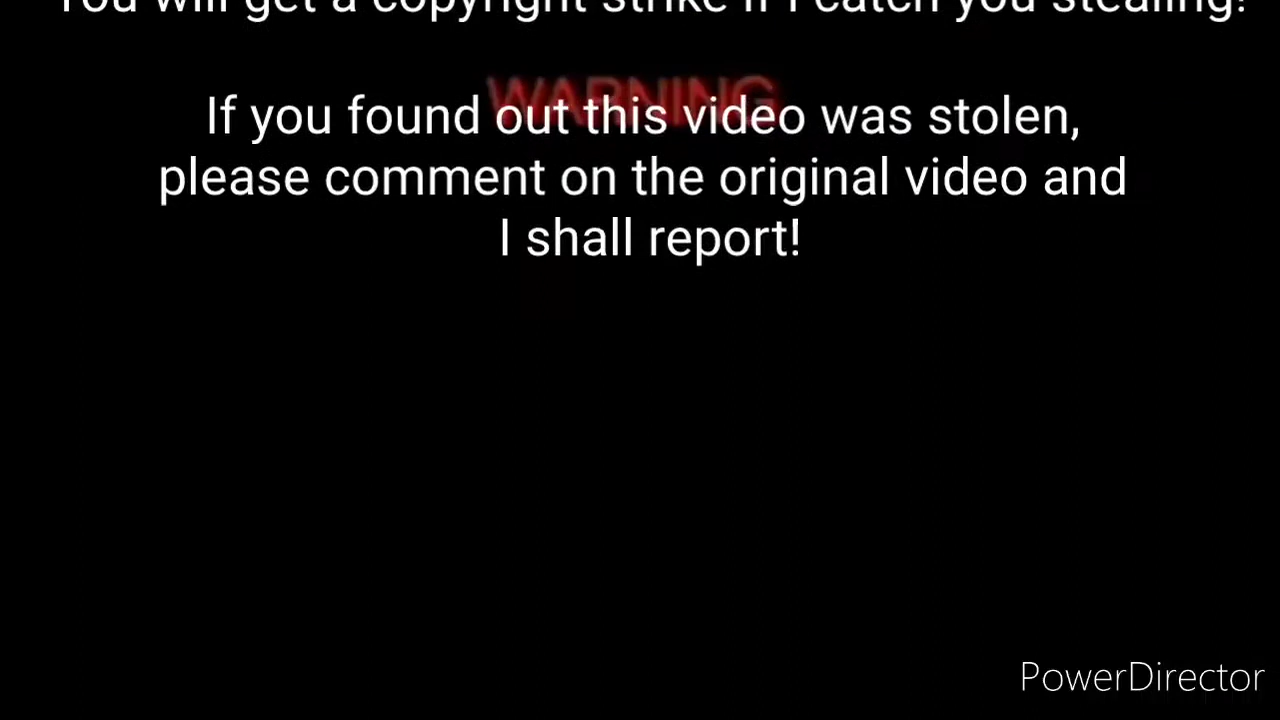 You will get a copyright strike if I catch you stealing!
WARNING
If you found out this video was stolen,
please comment on the original video and
I shall report!
PowerDirector